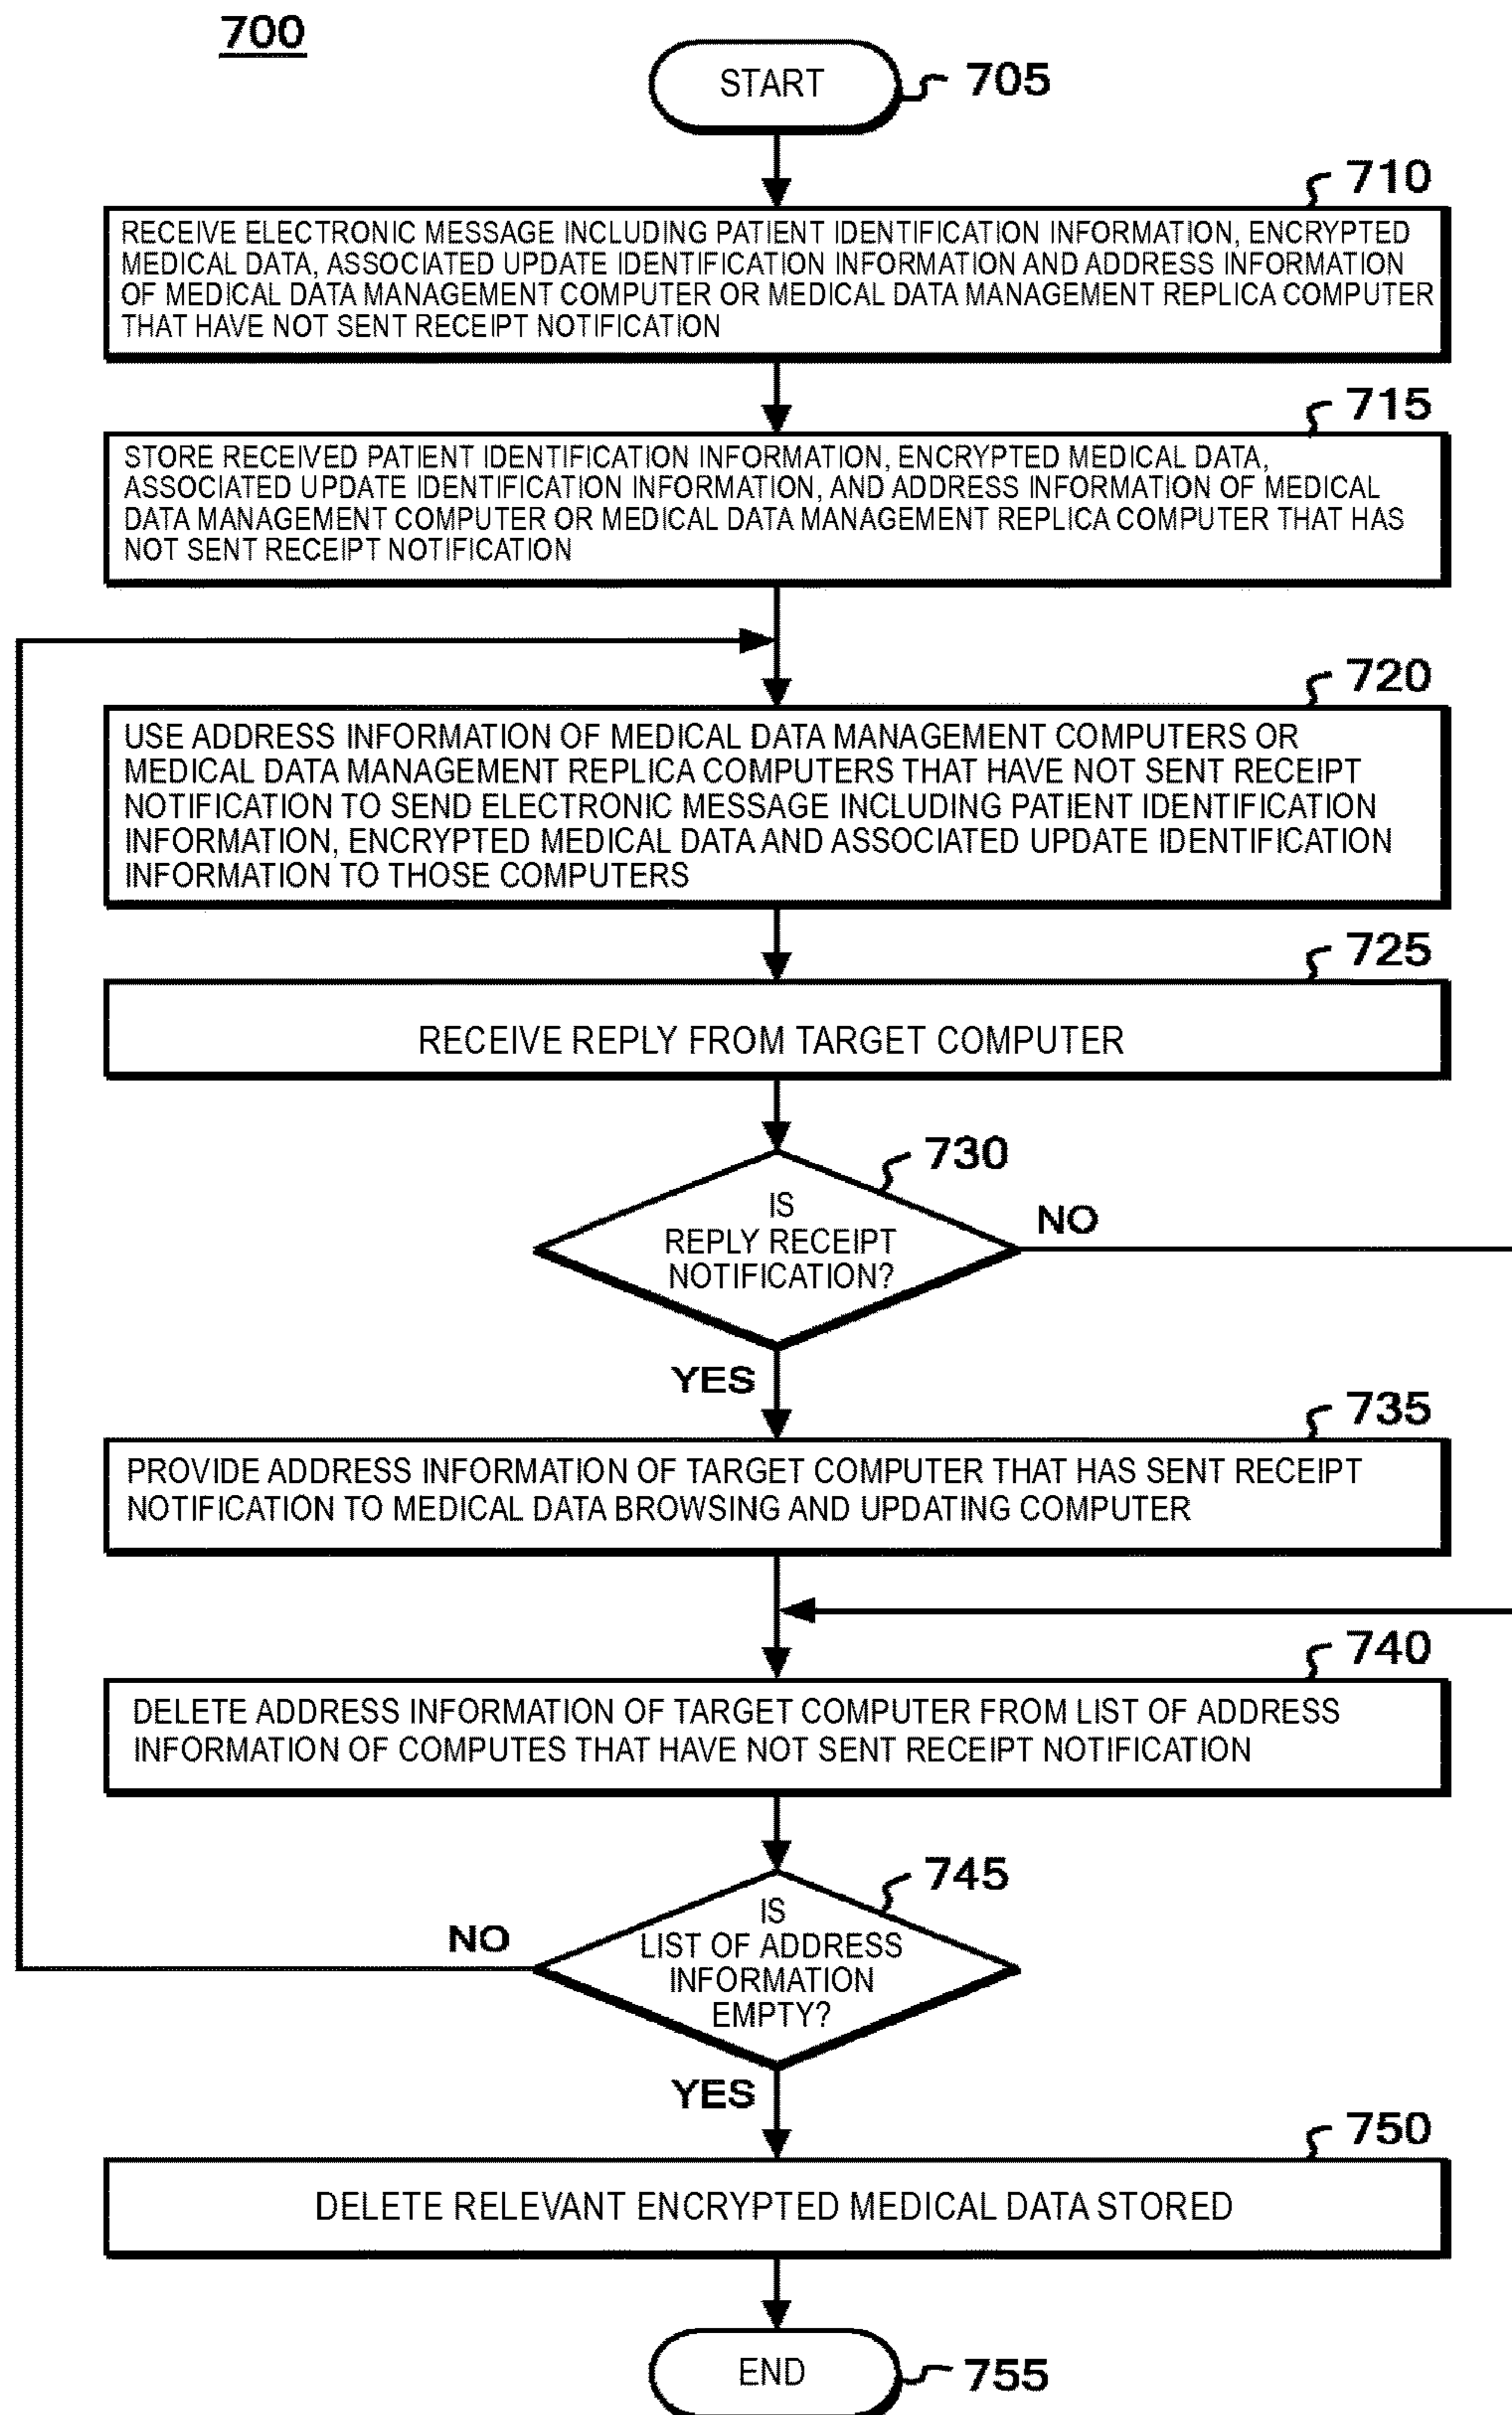 700
START
705
710
RECEIVE ELECTRONIC MESSAGE INCLUDING PATIENT IDENTIFICATION INFORMATION, ENCRYPTED
MEDICAL DATA, ASSOCIATED UPDATE IDENTIFICATION INFORMATION AND ADDRESS INFORMATION
OF MEDICAL DATA MANAGEMENT COMPUTER OR MEDICAL DATA MANAGEMENT REPLICA COMPUTER
THAT HAVE NOT SENT RECEIPT NOTIFICATION
715
STORE RECEIVED PATIENT IDENTIFICATION INFORMATION, ENCRYPTED MEDICAL DATA,
ASSOCIATED UPDATE IDENTIFICATION INFORMATION, AND ADDRESS INFORMATION OF MEDICAL
DATA MANAGEMENT COMPUTER OR MEDICAL DATA MANAGEMENT REPLICA COMPUTER THAT HAS
NOT SENT RECEIPT NOTIFICATION
720
USE ADDRESS INFORMATION OF MEDICAL DATA MANAGEMENT COMPUTERS OR
MEDICAL DATA MANAGEMENT REPLICA COMPUTERS THAT HAVE NOT SENT RECEIPT
NOTIFICATION TO SEND ELECTRONIC MESSAGE INCLUDING PATIENT IDENTIFICATION
INFORMATION, ENCRYPTED MEDICAL DATA AND ASSOCIATED UPDATE IDENTIFICATION
INFORMATION TO THOSE COMPUTERS
725
RECEIVE REPLY FROM TARGET COMPUTER
730
IS
REPLY RECEIPT
NOTIFICATION?
NO
YES
735
PROVIDE ADDRESS INFORMATION OF TARGET COMPUTER THAT HAS SENT RECEIPT
NOTIFICATION TO MEDICAL DATA BROWSING AND UPDATING COMPUTER
740
DELETE ADDRESS INFORMATION OF TARGET COMPUTER FROM LIST OF ADDRESS
INFORMATION OF COMPUTES THAT HAVE NOT SENT RECEIPT NOTIFICATION
745
IS
LIST OF ADDRESS
INFORMATION
EMPTY?
NO
YES
750
DELETE RELEVANT ENCRYPTED MEDICAL DATA STORED
END
755